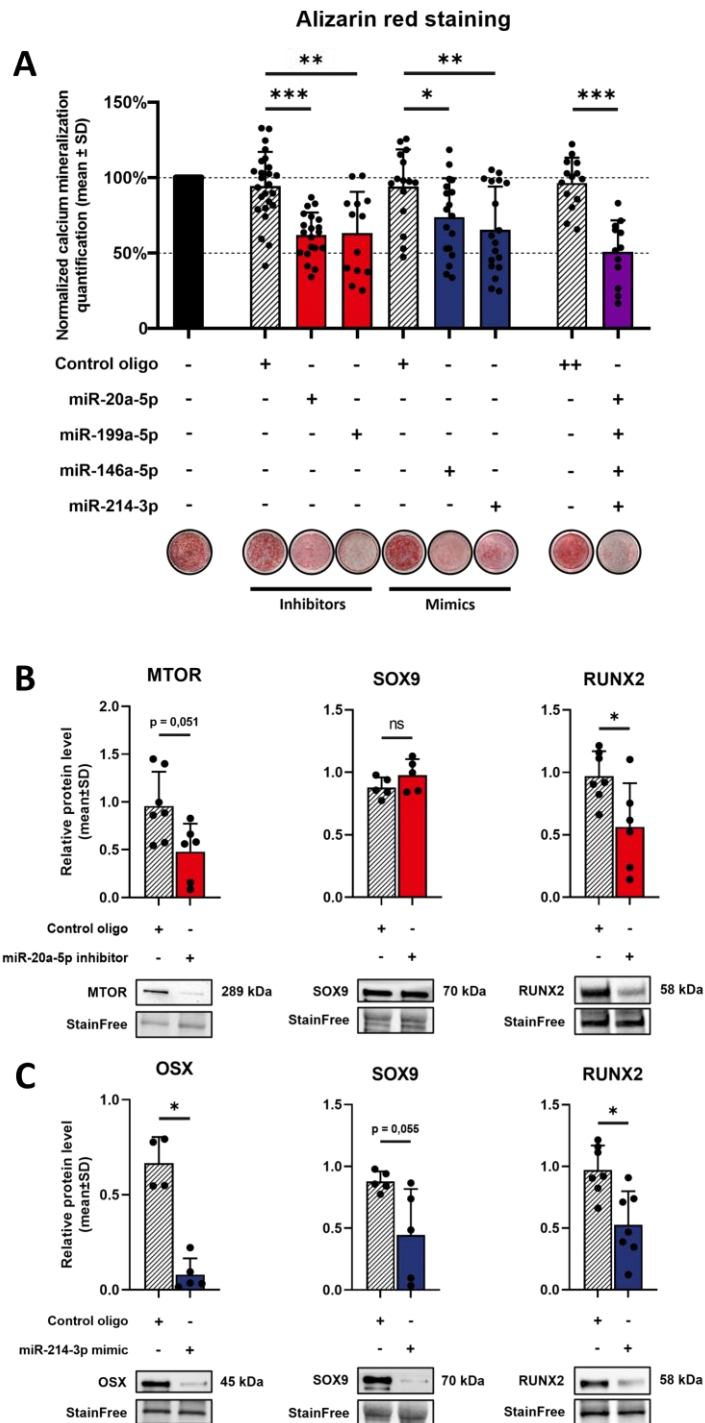 Alizarin red staining
A
** **
*** * ***
150%
100%
50%
0
Normalized calcium mineralization
quantification (mean ± SD)
Control oligo - + - - + - - ++ -
miR-20a-5p - - + - - - - - +
miR-199a-5p - - - + - - - - +
miR-146a-5p - - - - - + - - +
miR-214-3p - - - - - - + - +
Inhibitors Mimics
B
MTOR SOX9 RUNX2
Relative protein level
(mean±SD)
2.0
1.5
1.0
0.5
0.0
p = 0,051
1.5
1.0
0.5
0.0
ns
1.5
1.0
0.5
0.0
*
Control oligo + - + - + -
miR-20a-5p inhibitor - + - + - +
MTOR 289 kDa SOX9 70 kDa RUNX2 58 kDa
StainFree StainFree StainFree
C
OSX SOX9 RUNX2
Relative protein level
(mean±SD)
1.0
0.5
0.0
*
1.5
1.0
0.5
0.0
p = 0,055
1.5
1.0
0.5
0.0
*
Control oligo + - + - + -
miR-214-3p mimic - + - + - +
OSX 45 kDa SOX9 70 kDa RUNX2 58 kDa
StainFree StainFree StainFree